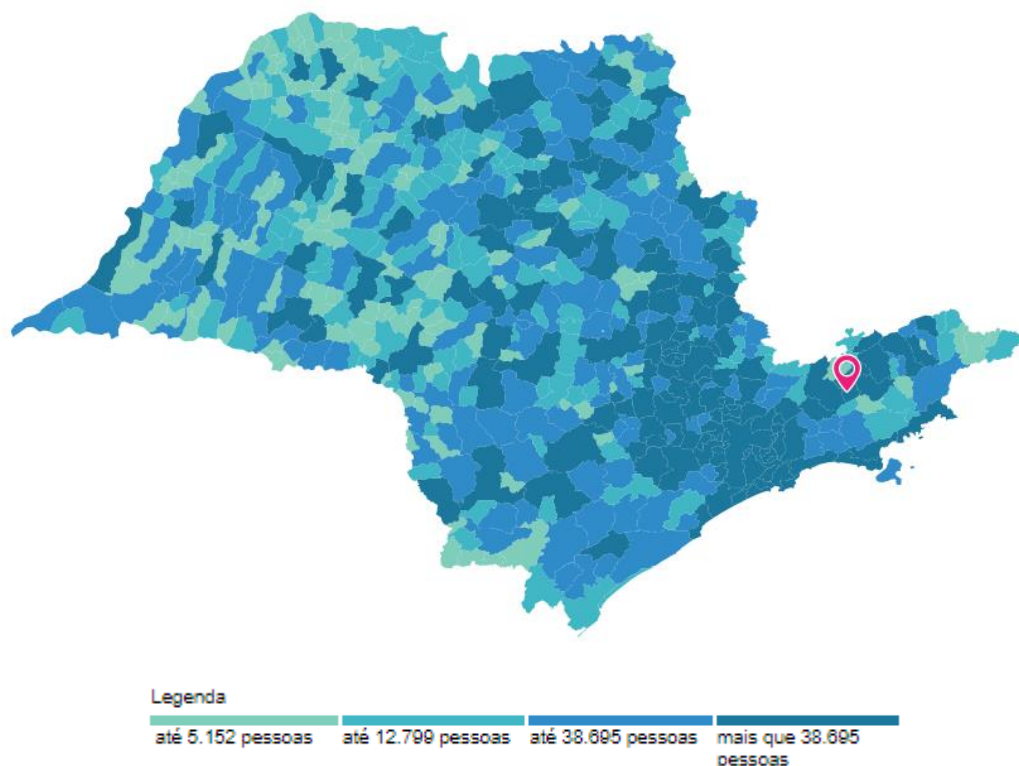 Legenda
até 5.152 pessoas
até 12.799 pessoas
até 38.695 pessoas
mais que 38.695
pessoas